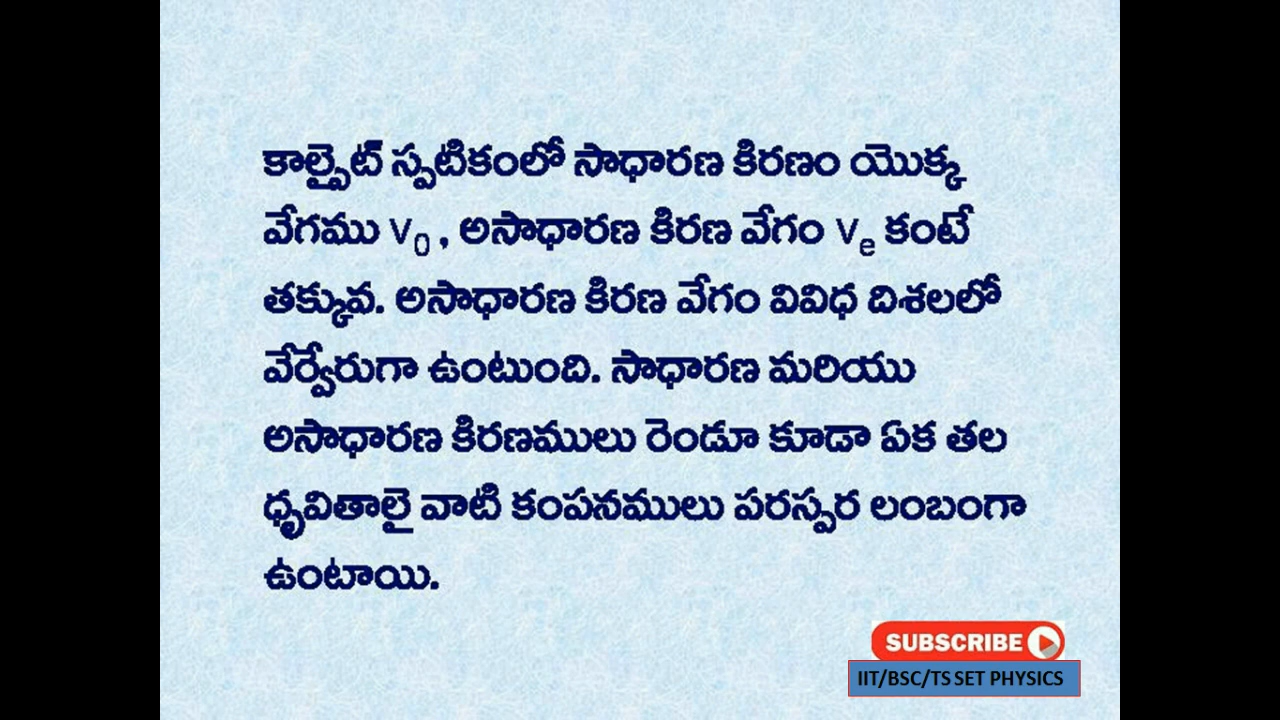 కాల్సైట్ స్పటికంలో సాధారణ కిరణం యొక్క
వేగము v₀ , అసాధారణ కిరణ వేగం vₑ కంటే
తక్కువ. అసాధారణ కిరణ వేగం వివిధ దిశలలో
వేర్వేరుగా ఉంటుంది. సాధారణ మరియు
అసాధారణ కిరణములు రెండూ కూడా ఏక తల
ధృవితాలై వాటి కంపనములు పరస్పర లంబంగా
ఉంటాయి.
SUBSCRIBE
IIT/BSC/TS SET PHYSICS